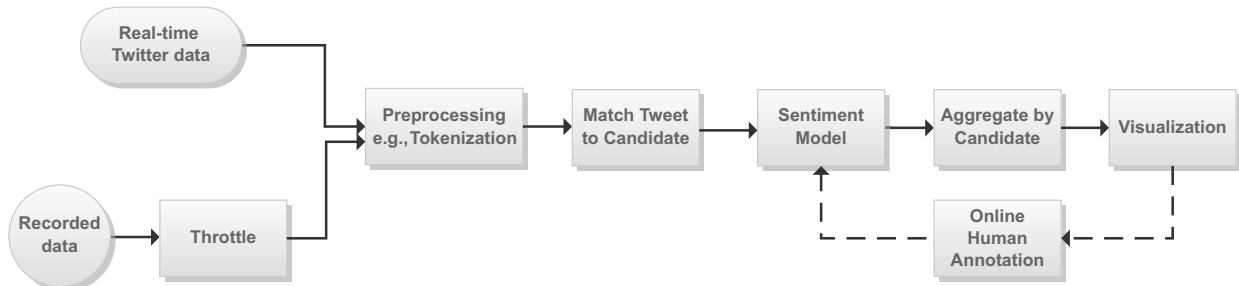 Real-time
Twitter data
Preprocessing
e.g., Tokenization
Match Tweet
to Candidate
Sentiment
Model
Aggregate by
Candidate
Visualization
Recorded
data
Throttle
Online
Human
Annotation